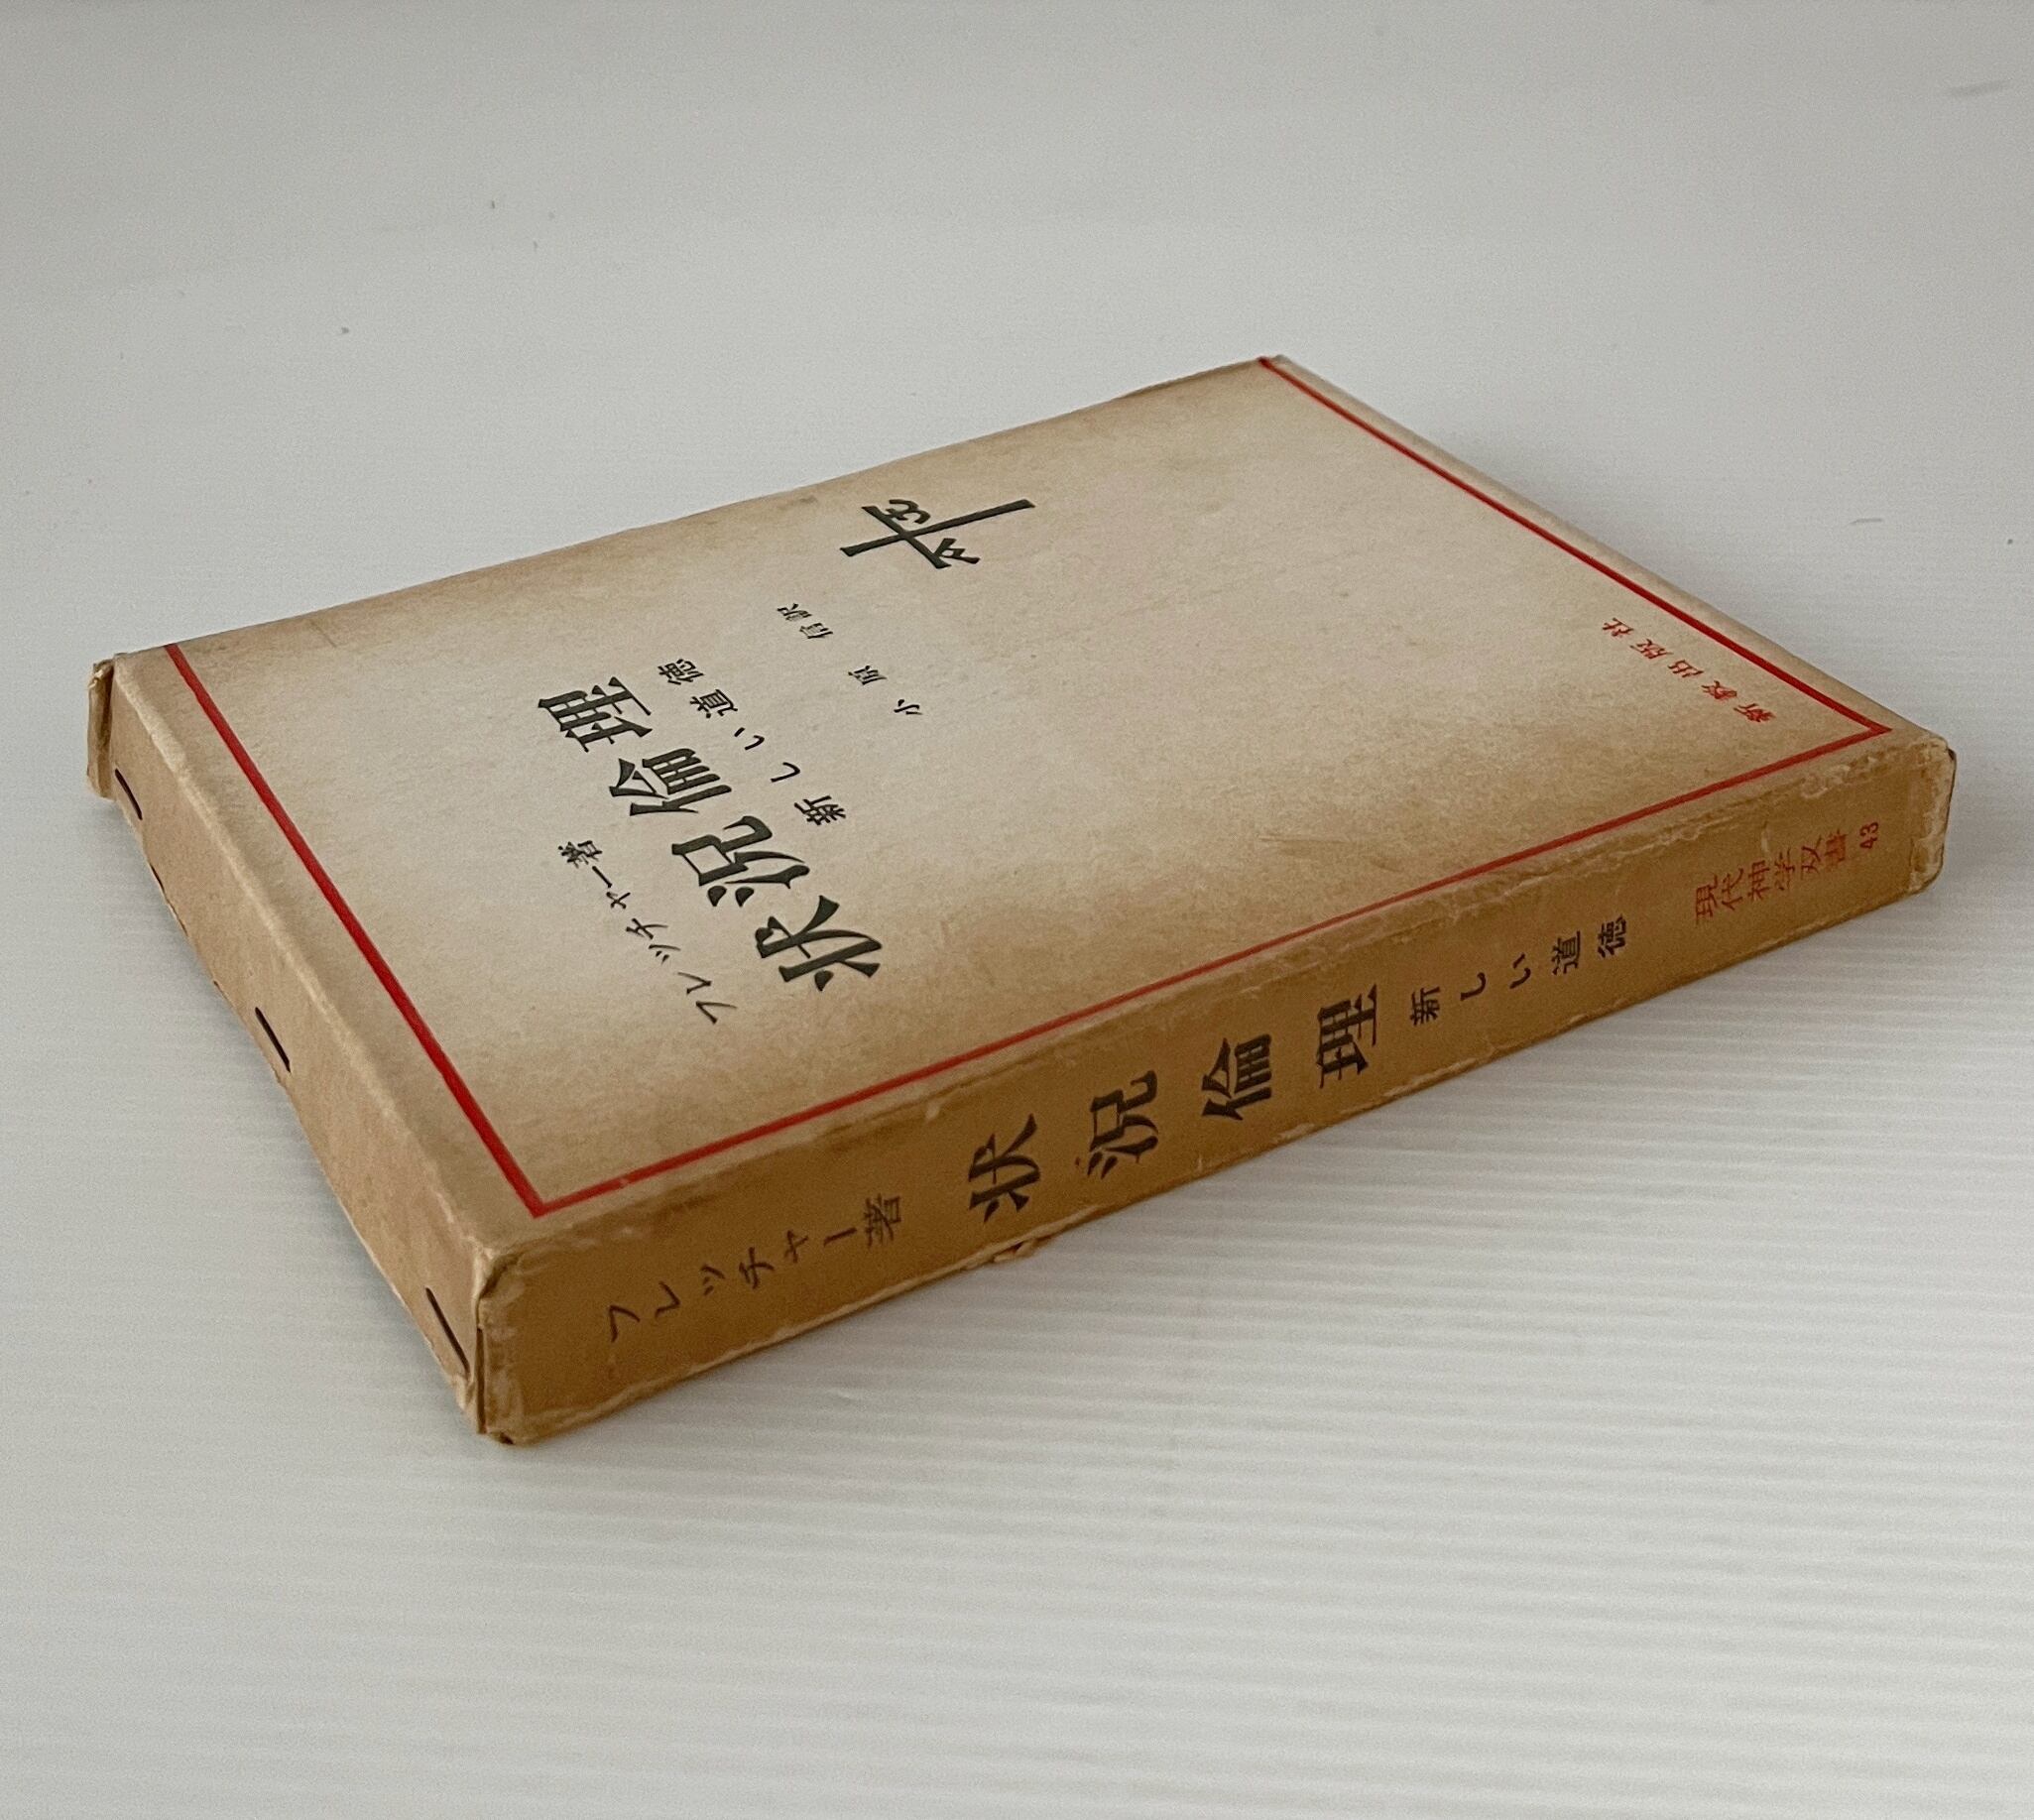 フレッチャー著
状況倫理
新しい道徳
小原 信訳
新教出版社
フレッチャー著
状況倫理
新しい道徳
現代神学双書 43